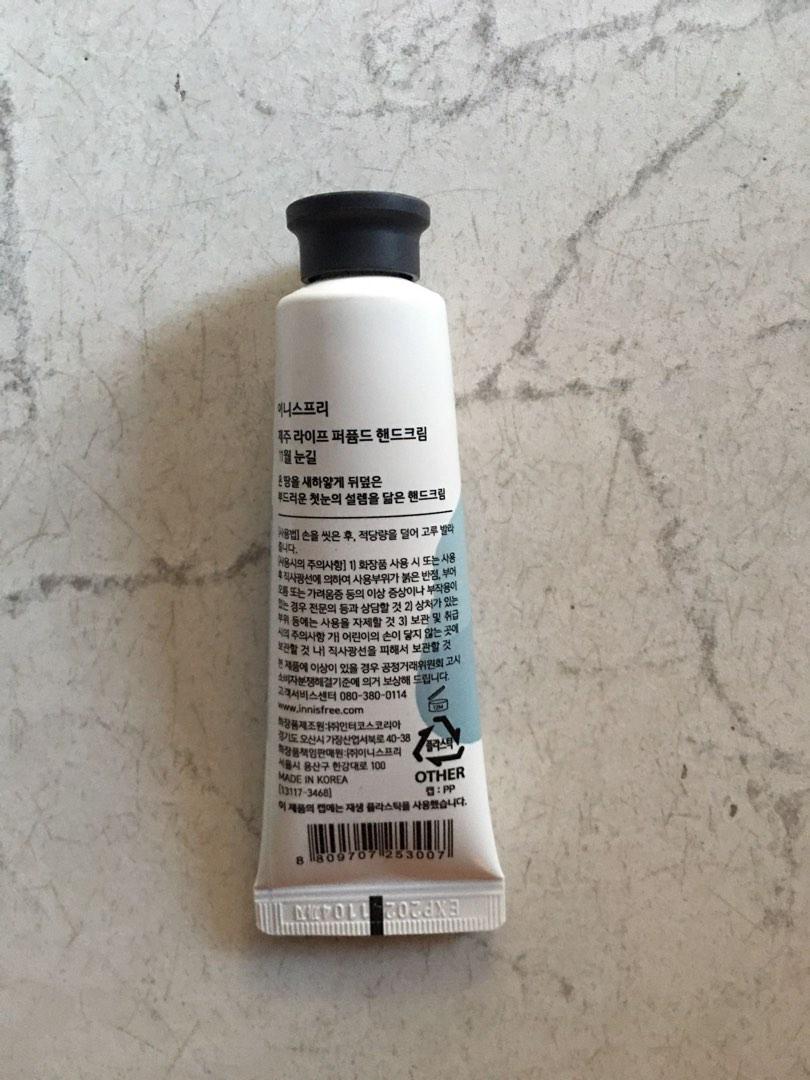 이니스프리
제주 라이프 퍼퓸드 핸드크림
11월 눈길
온 땅을 새하얗게 뒤덮은
부드러운 첫눈의 설렘을 닮은 핸드크림
[사용법] 손을 씻은 후, 적당량을 덜어 고루 발라
줍니다.
[사용시의 주의사항] 1) 화장품 사용 시 또는 사용
후 직사광선에 의하여 사용부위가 붉은 반점, 부어
오름 또는 가려움증 등의 이상 증상이나 부작용이
있는 경우 전문의 등과 상담할 것 2) 상처가 있는
부위 등에는 사용을 자제할 것 3) 보관 및 취급
시의 주의사항 가) 어린이의 손이 닿지 않는 곳에
보관할 것 나) 직사광선을 피해서 보관할 것
본 제품에 이상이 있을 경우 공정거래위원회 고시
소비자분쟁해결기준에 의거 보상해 드립니다.
고객서비스센터 080-380-0114
www.innisfree.com
12M
화장품제조원:(주)인터코스코리아
경기도 오산시 가장산업서북로 40-38
화장품책임판매원:(주)이니스프리
서울시 용산구 한강대로 100
MADE IN KOREA
[13117-3468]
플라스틱
OTHER
캡 : PP
이 제품의 캡에는 재생 플라스틱을 사용했습니다.
8 809707 253007